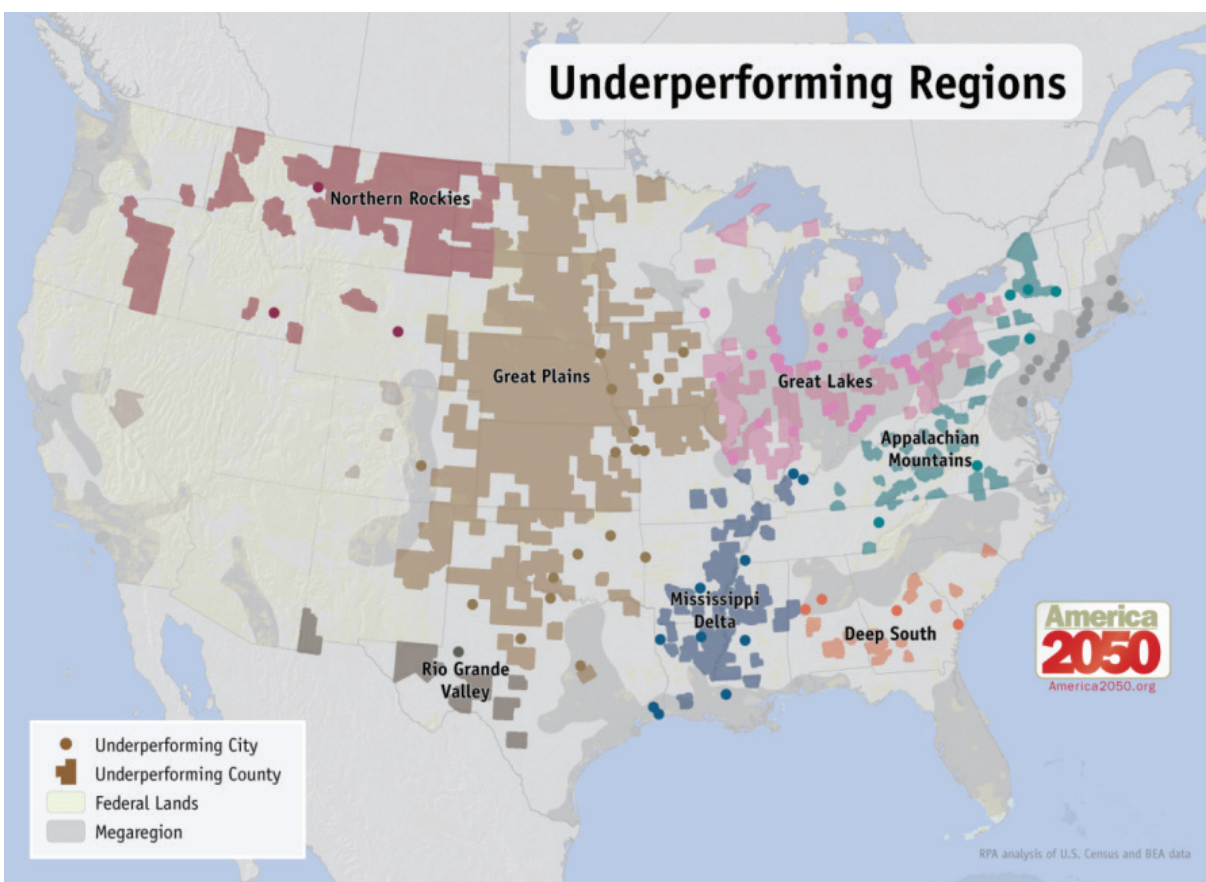 Underperforming Regions
Northern Rockies
Great Plains
Great Lakes
Appalachian
Mountains
Mississippi
Delta
Deep South
Rio Grande
Valley
America
2050
America2050.org
Underperforming City
Underperforming County
Federal Lands
Megaregion
RPA analysis of U.S. Census and BEA data